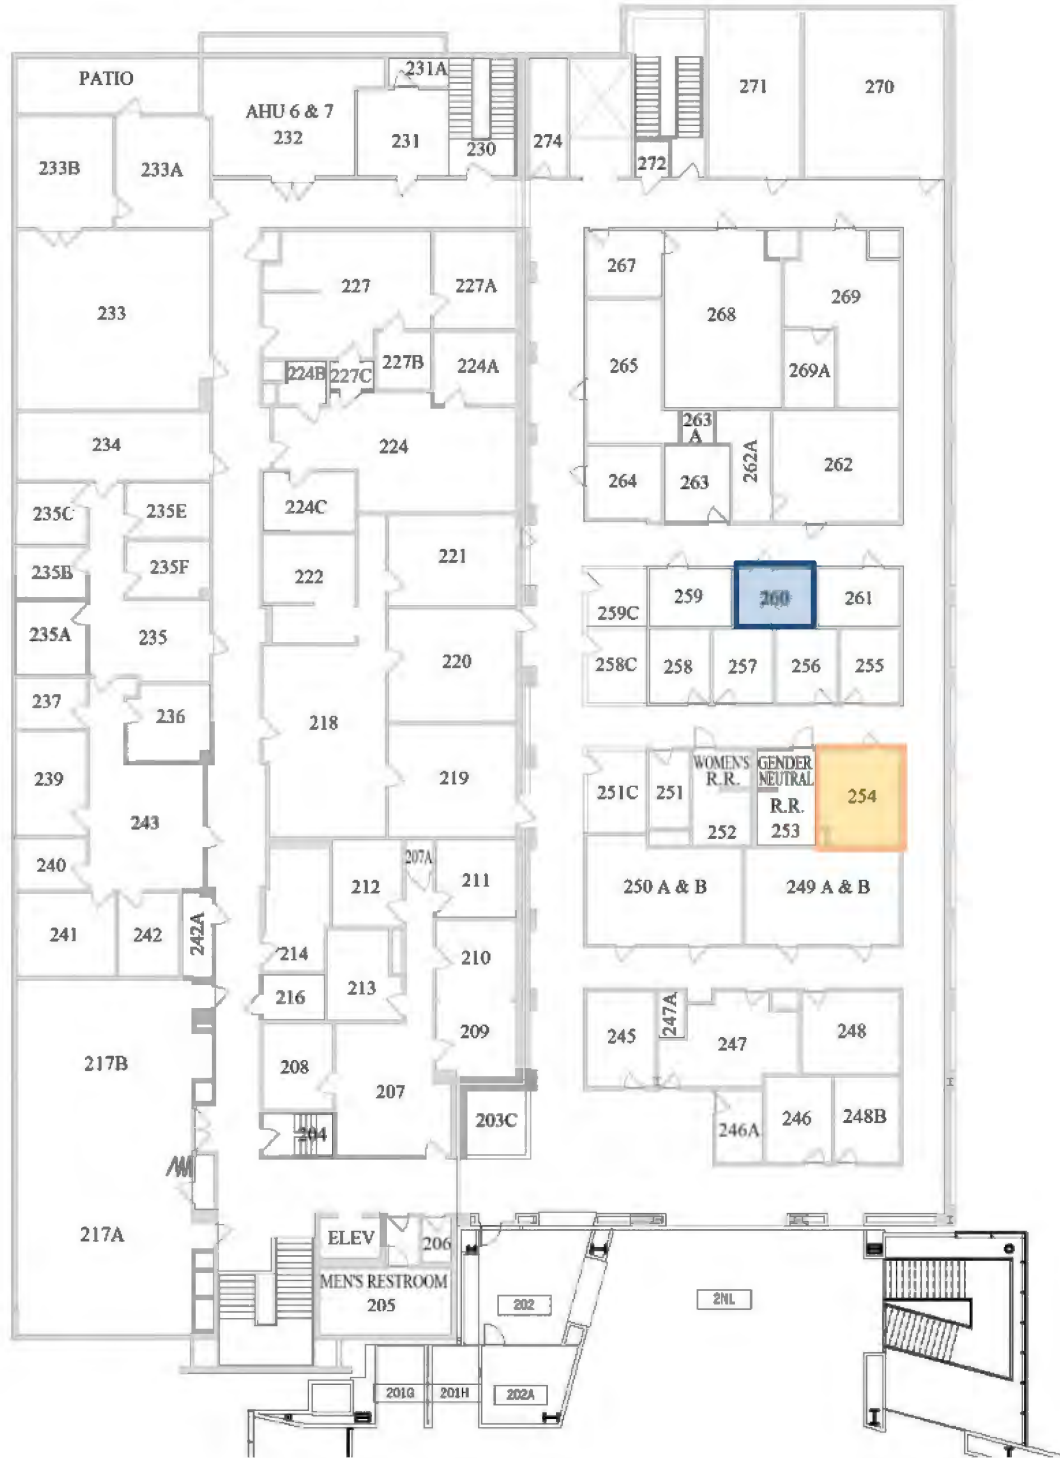 PATIO
231A
271
270
AHU 6 & 7
232
231
230
274
272
233B
233A
267
227
227A
268
269
233
265
227B
224A
224B
227C
269A
234
224
263
A
262A
262
264
263
235C
235E
224C
221
235B
235F
222
259C
259
260
261
235A
235
258C
258
257
256
255
220
237
236
218
239
243
219
251C
251
WOMEN'S
R.R.
252
GENDER
NEUTRAL
R.R.
253
254
240
212
207A
211
250 A & B
249 A & B
241
242
242A
214
210
216
213
209
245
247A
247
248
217B
208
207
203C
204
246A
246
248B
217A
ELEV
206
MEN'S RESTROOM
205
202
2NL
201G
201H
202A